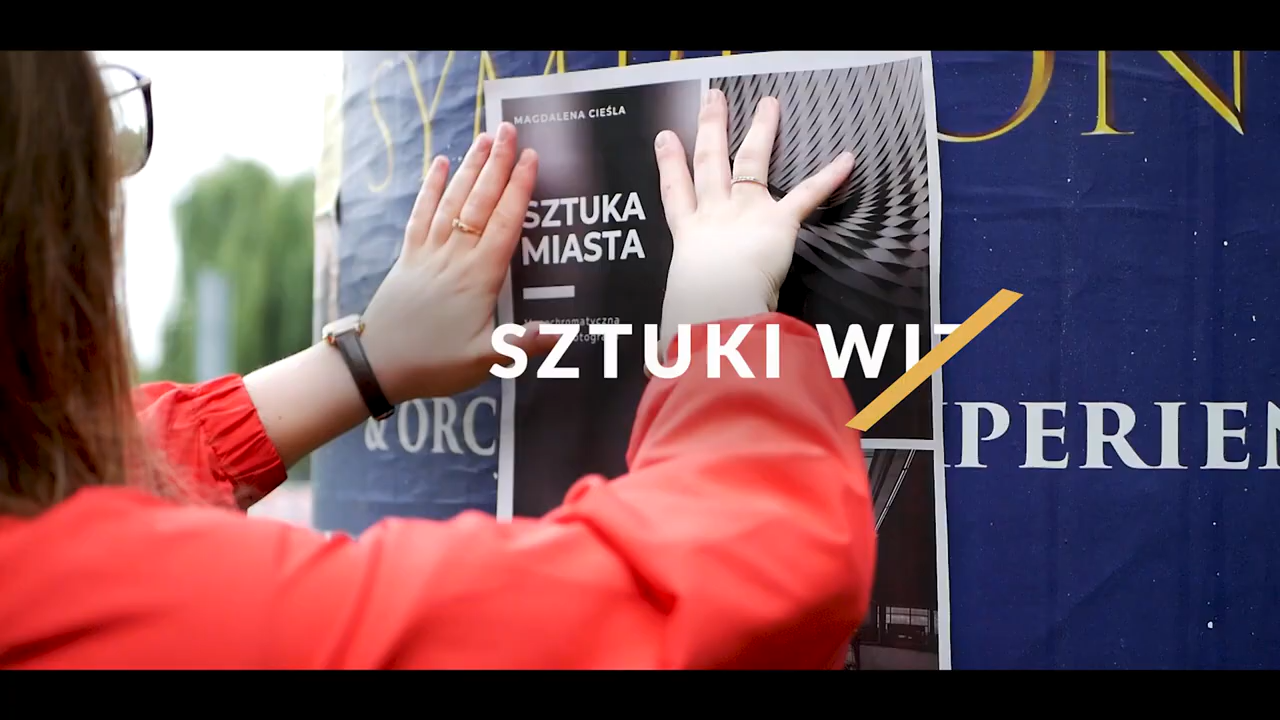 MAGDALENA CIEŚLA
SZTUKA
MIASTA
SZTUKI WI
& ORC
PERIEN